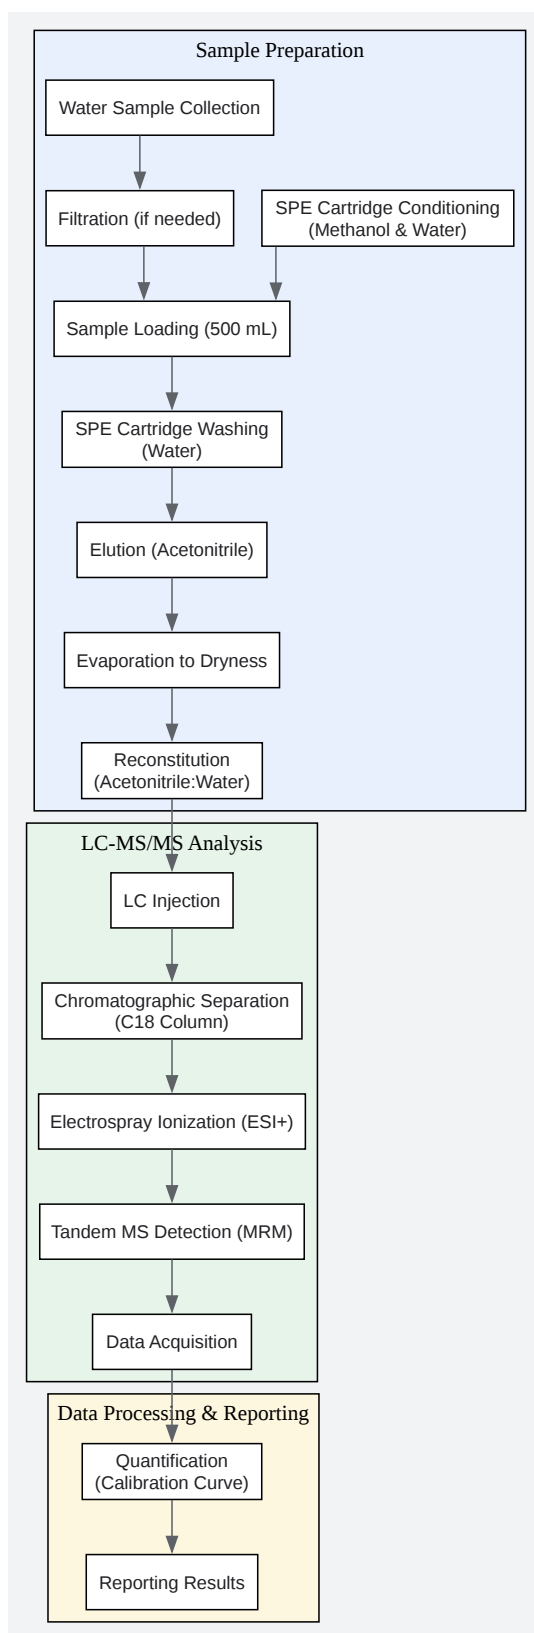 Sample Preparation
Water Sample Collection
Filtration (if needed)
SPE Cartridge Conditioning
(Methanol & Water)
Sample Loading (500 mL)
SPE Cartridge Washing
(Water)
Elution (Acetonitrile)
Evaporation to Dryness
Reconstitution
(Acetonitrile:Water)
LC-MS/MS Analysis
LC Injection
Chromatographic Separation
(C18 Column)
Electrospray Ionization (ESI+)
Tandem MS Detection (MRM)
Data Acquisition
Data Processing & Reporting
Quantification
(Calibration Curve)
Reporting Results